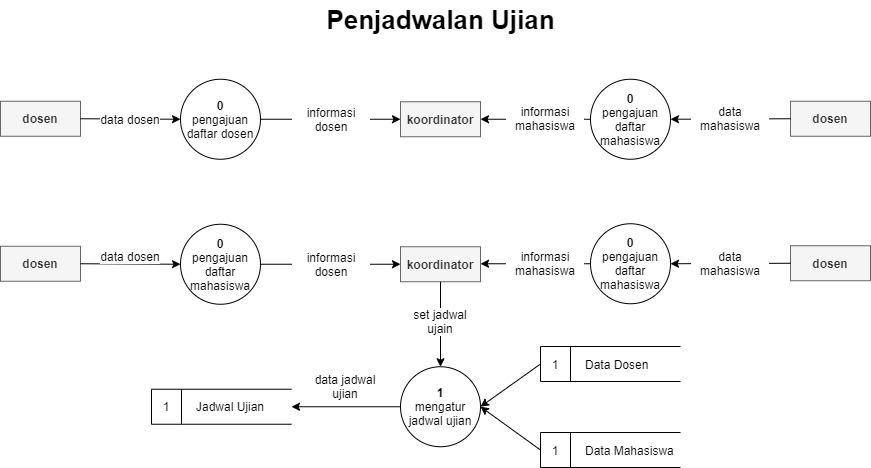 Penjadwalan Ujian
dosen
data dosen
0
pengajuan
daftar dosen
informasi
dosen
koordinator
informasi
mahasiswa
0
pengajuan
daftar
mahasiswa
data
mahasiswa
dosen
dosen
data dosen
0
pengajuan
daftar
mahasiswa
informasi
dosen
koordinator
informasi
mahasiswa
0
pengajuan
daftar
mahasiswa
data
mahasiswa
dosen
set jadwal
ujain
1
Jadwal Ujian
data jadwal
ujian
1
mengatur
jadwal ujian
1
Data Dosen
1
Data Mahasiswa